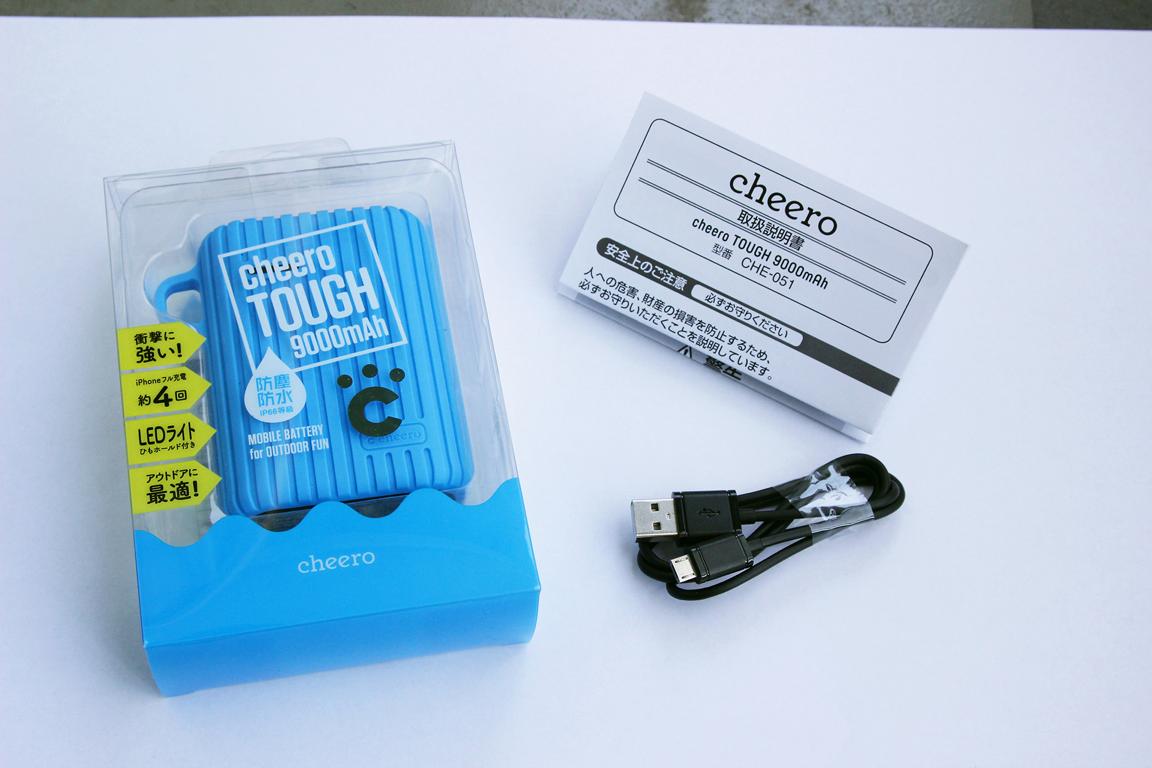 cheero
TOUGH
9000mAh
衝撃に
強い!
iPhoneフル充電
約4回
LEDライト
ひもホールド付き
アウトドアに
最適!
防塵
防水
IP66等級
MOBILE BATTERY
for OUTDOOR FUN
c
cheero
cheero
cheero
取扱説明書
cheero TOUGH 9000mAh
型番 CHE-051
安全上のご注意 必ずお守りください
人への危害、財産の損害を防止するため、
必ずお守りいただくことを説明しています。